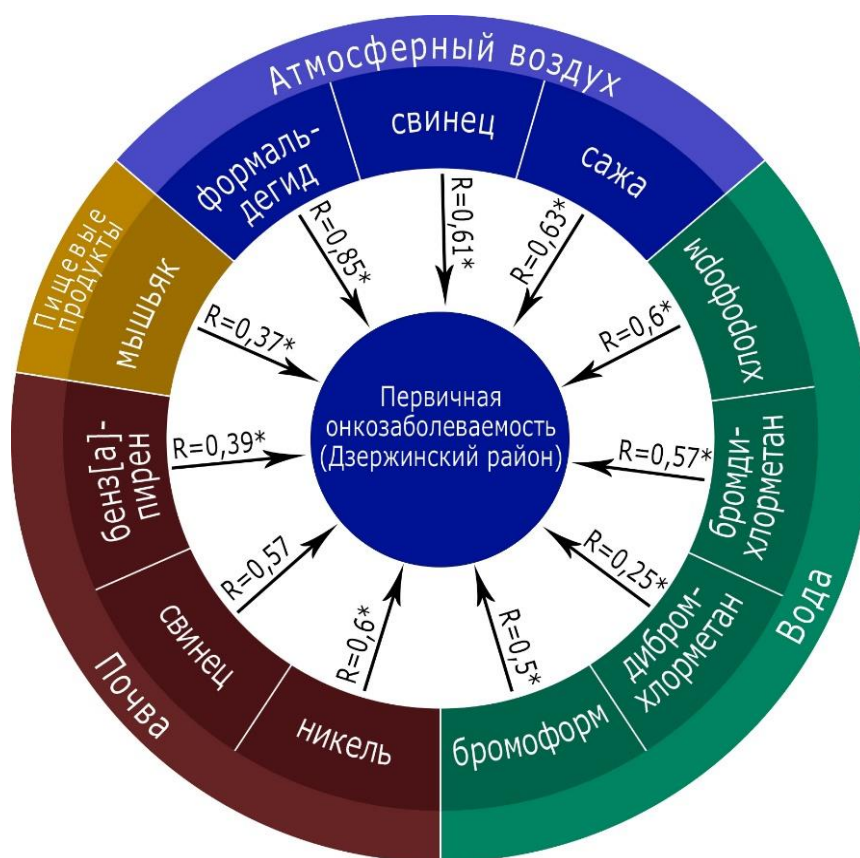 Атмосферный воздух
формаль-
дегид
свинец
сажа
R=0,85*
R=0,61*
R=0,63*
Вода
хлороформ
бромди-
хлорметан
дибром-
хлорметан
бромоформ
R=0,6*
R=0,57*
R=0,25*
R=0,5*
Почва
никель
свинец
бенз[а]-
пирен
R=0,6*
R=0,57
R=0,39*
Пищевые
продукты
мышьяк
R=0,37*
Первичная
онкозаболеваемость
(Дзержинский район)